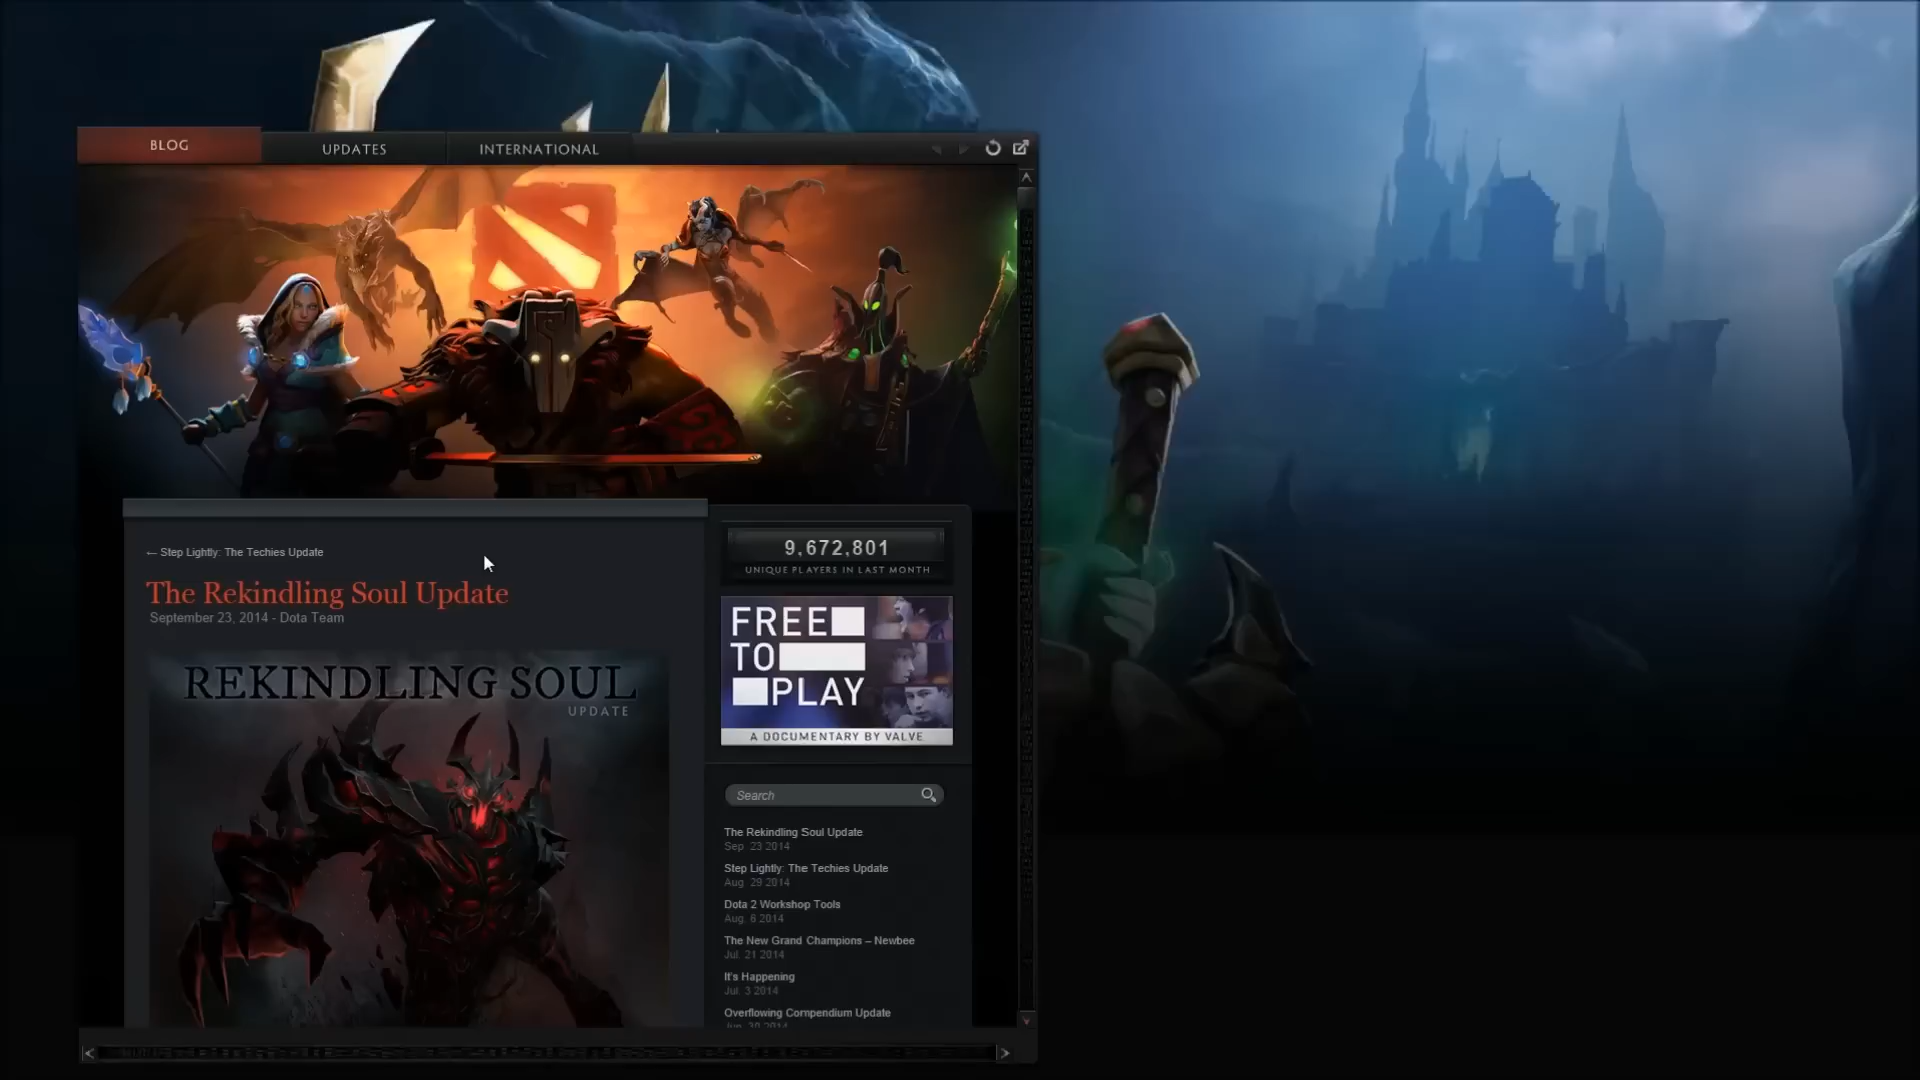 BLOG
UPDATES
INTERNATIONAL
← Step Lightly: The Techies Update
The Rekindling Soul Update
September 23, 2014 - Dota Team
REKINDLING SOUL
UPDATE
9,672,801
UNIQUE PLAYERS IN LAST MONTH
FREE
TO
PLAY
A DOCUMENTARY BY VALVE
Search
The Rekindling Soul Update
Sep. 23 2014
Step Lightly: The Techies Update
Aug. 29 2014
Dota 2 Workshop Tools
Aug. 6 2014
The New Grand Champions – Newbee
Jul. 21 2014
It's Happening
Jul. 3 2014
Overflowing Compendium Update
Jun. 30 2014